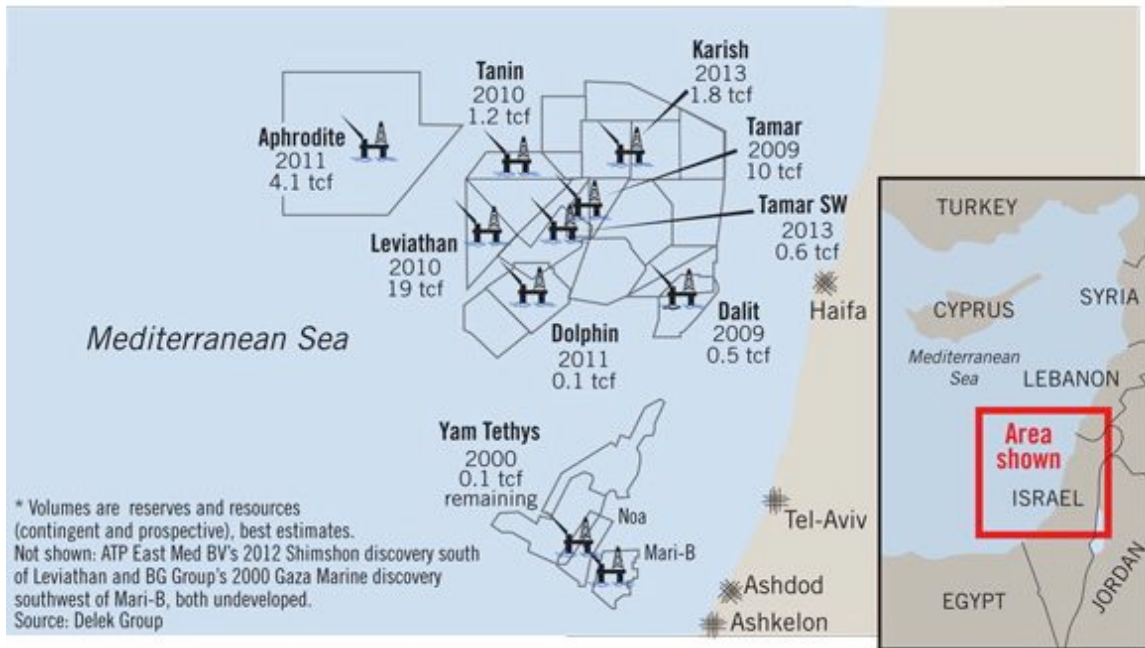 Karish
2013
1.8 tcf
Tanin
2010
1.2 tcf
Aphrodite
2011
4.1 tcf
Tamar
2009
10 tcf
Tamar SW
2013
0.6 tcf
Leviathan
2010
19 tcf
Dolphin
2011
0.1 tcf
Dalit
2009
0.5 tcf
Haifa
Mediterranean Sea
Yam Tethys
2000
0.1 tcf
remaining
Noa
Mari-B
Tel-Aviv
Ashdod
Ashkelon
* Volumes are reserves and resources
(contingent and prospective), best estimates.
Not shown: ATP East Med BV's 2012 Shimshon discovery south
of Leviathan and BG Group's 2000 Gaza Marine discovery
southwest of Mari-B, both undeveloped.
Source: Delek Group
TURKEY
CYPRUS
SYRIA
Mediterranean
Sea
LEBANON
Area
shown
ISRAEL
EGYPT
JORDAN